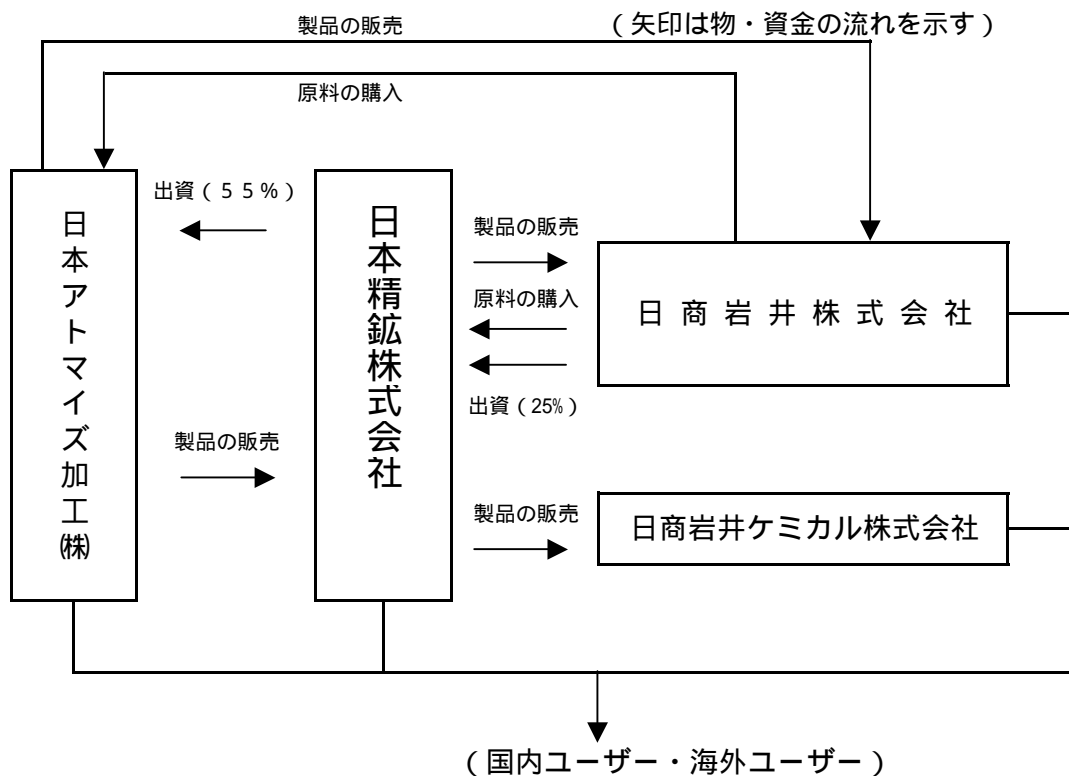 製品の販売
（矢印は物・資金の流れを示す）
原料の購入
出資（５５％）
日本アトマイズ加工㈱
日本精鉱株式会社
製品の販売
原料の購入
出資（25%）
日商岩井株式会社
製品の販売
製品の販売
日商岩井ケミカル株式会社
（国内ユーザー・海外ユーザー）